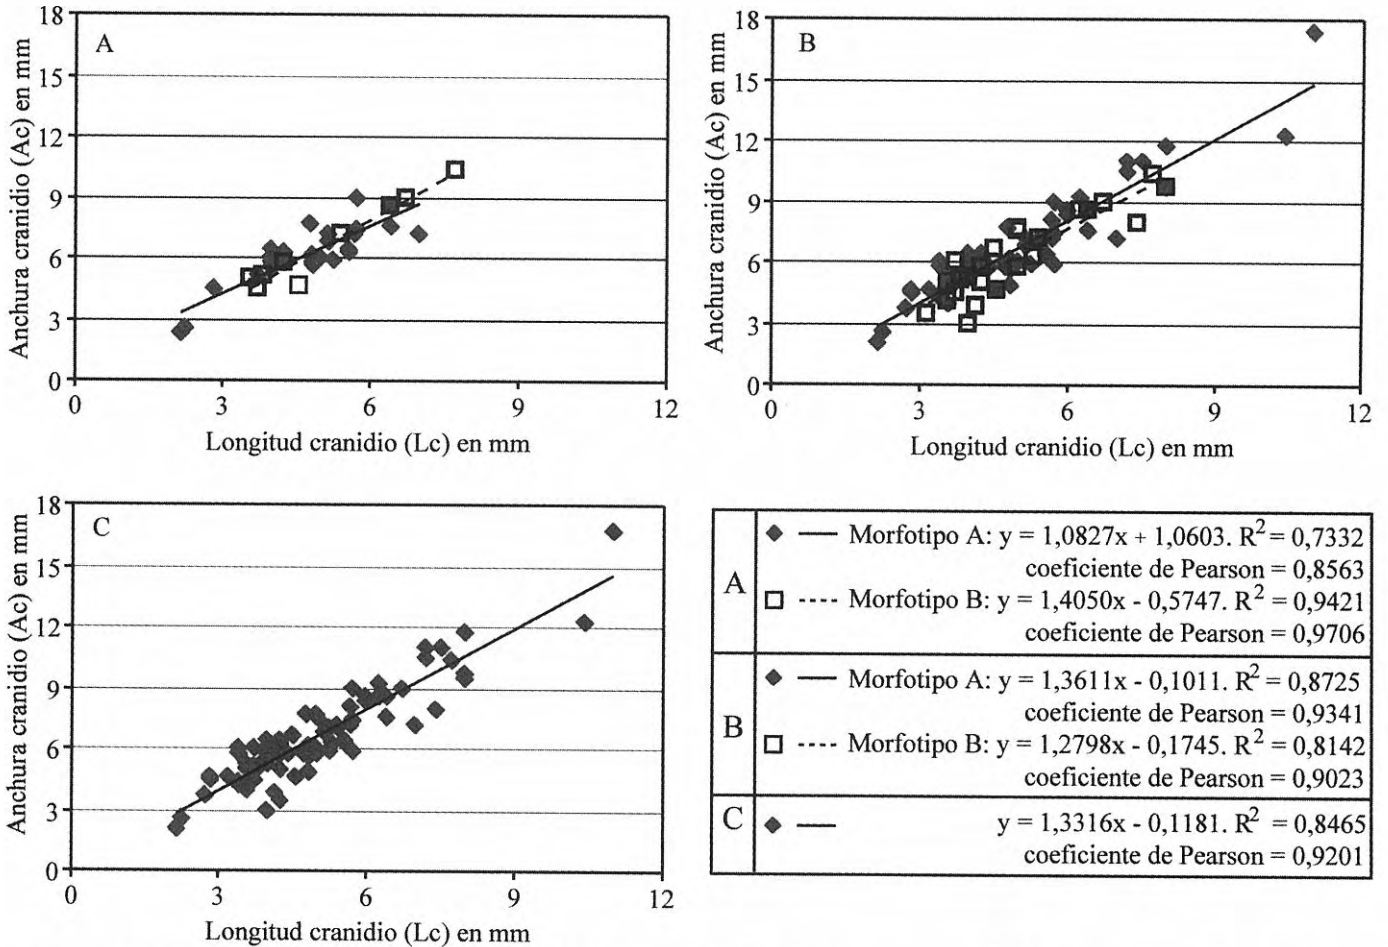 A
Anchura cranidio (Ac) en mm
18
15
12
9
6
3
0
0 3 6 9 12
Longitud cranidio (Lc) en mm
B
Anchura cranidio (Ac) en mm
18
15
12
9
6
3
0
0 3 6 9 12
Longitud cranidio (Lc) en mm
C
Anchura cranidio (Ac) en mm
18
15
12
9
6
3
0
0 3 6 9 12
Longitud cranidio (Lc) en mm
A
Morfotipo A: y = 1,0827x + 1,0603. R² = 0,7332
coeficiente de Pearson = 0,8563
Morfotipo B: y = 1,4050x - 0,5747. R² = 0,9421
coeficiente de Pearson = 0,9706
B
Morfotipo A: y = 1,3611x - 0,1011. R² = 0,8725
coeficiente de Pearson = 0,9341
Morfotipo B: y = 1,2798x - 0,1745. R² = 0,8142
coeficiente de Pearson = 0,9023
C
y = 1,3316x - 0,1181. R² = 0,8465
coeficiente de Pearson = 0,9201